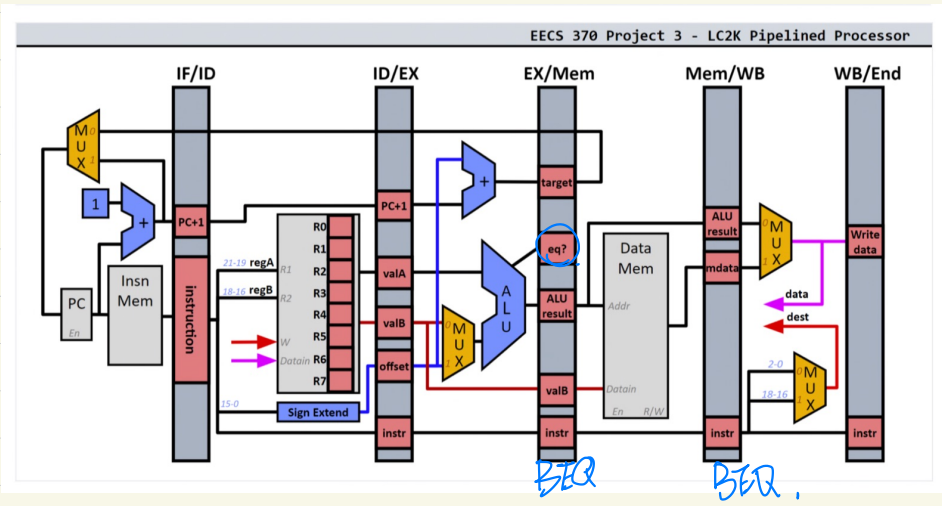 EECS 370 Project 3 - LC2K Pipelined Processor
IF/ID ID/EX EX/Mem Mem/WB WB/End
MUX 0 1
1
+
PC+1
PC
En
Insn Mem
instruction
21-19 regA
18-16 regB
15-0
R1
R2
W
Datain
R0
R1
R2
R3
R4
R5
R6
R7
Sign Extend
PC+1
valA
valB
offset
instr
+
MUX 0 1
ALU
target
eq?
ALU result
valB
instr
Data Mem
Addr
Datain
En R/W
ALU result
mdata
instr
MUX 0 1
data
dest
2-0
18-16
MUX 0 1
Write data
instr
BEQ BEQ .